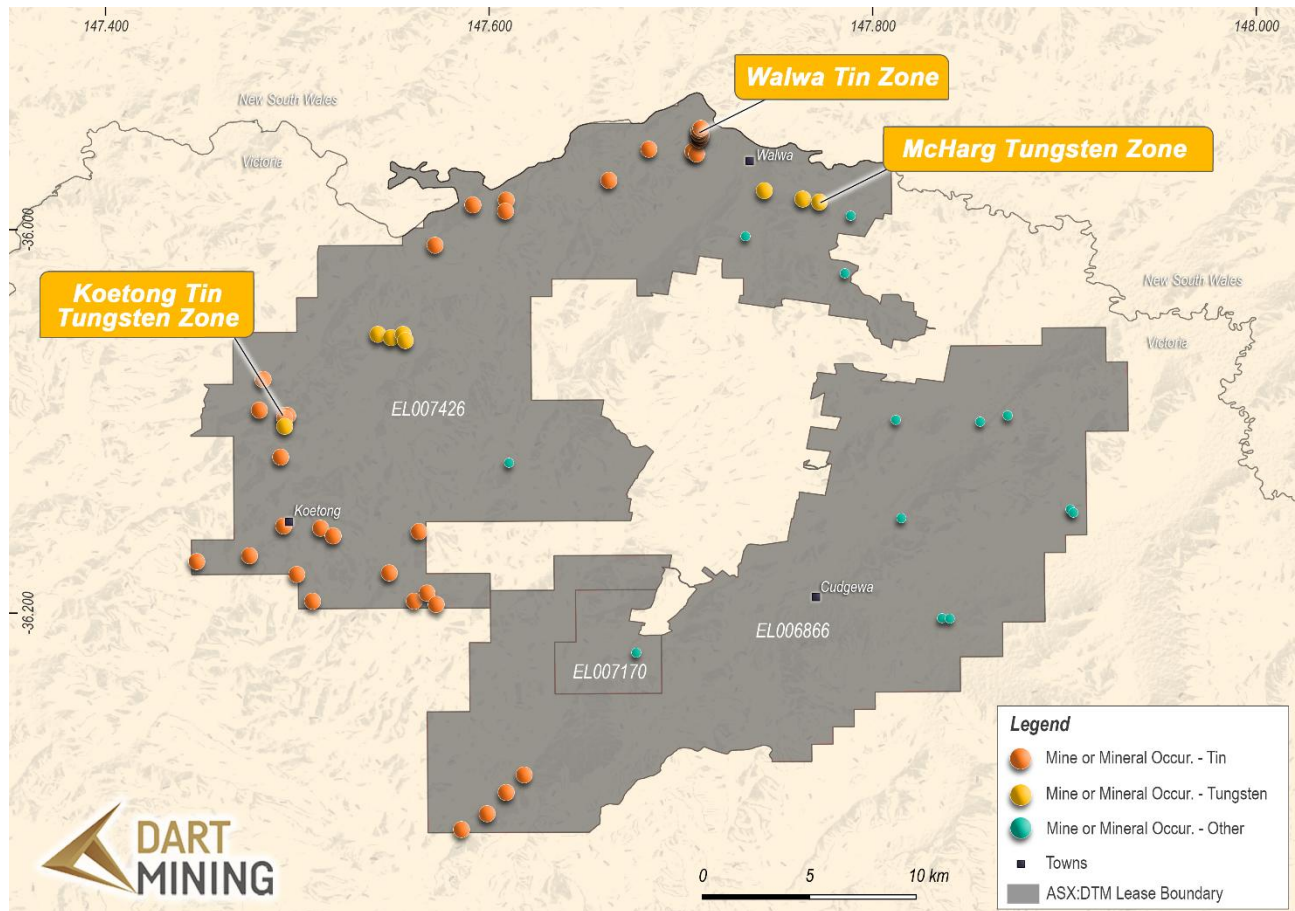 147.400
147.600
147.800
148.000
Walwa Tin Zone
New South Wales
McHarg Tungsten Zone
Victoria
Walwa
-36.000
Koetong Tin
Tungsten Zone
New South Wales
Victoria
EL007426
Koetong
Cudgewa
-36.200
EL006866
EL007170
Legend
Mine or Mineral Occur. - Tin
Mine or Mineral Occur. - Tungsten
Mine or Mineral Occur. - Other
Towns
ASX:DTM Lease Boundary
DART
MINING
0 5 10 km